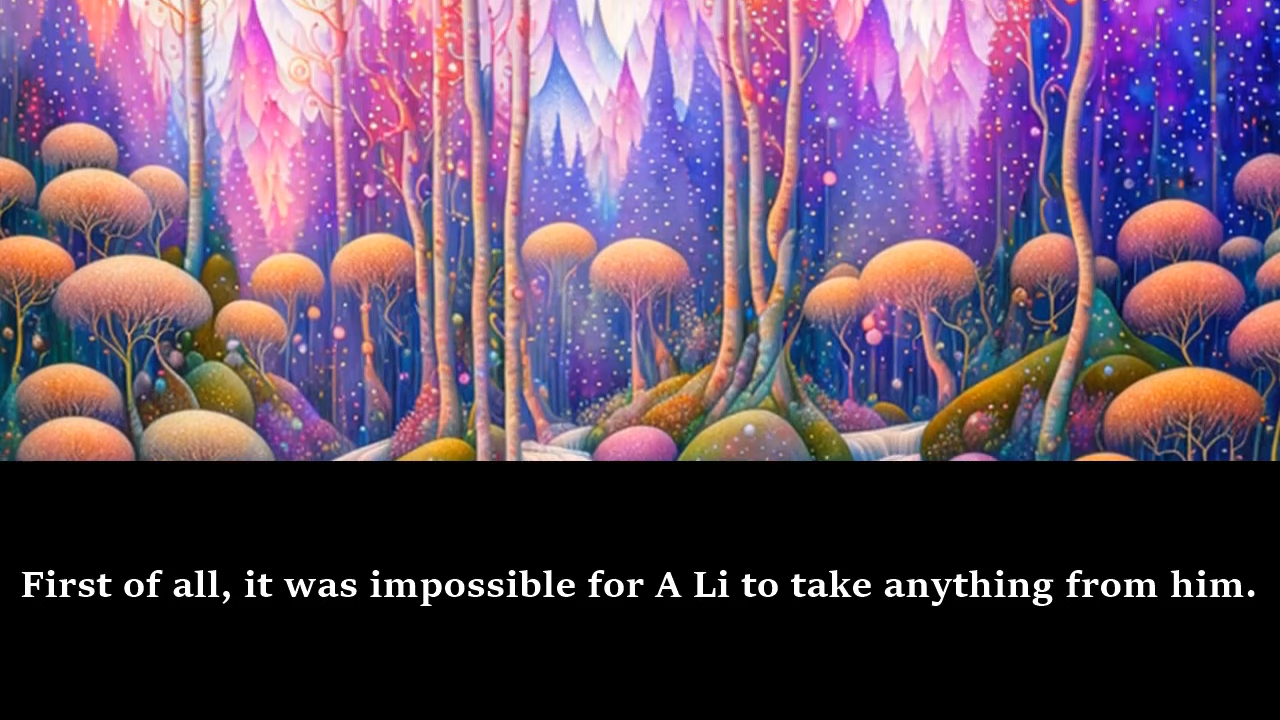 First of all, it was impossible for A Li to take anything from him.